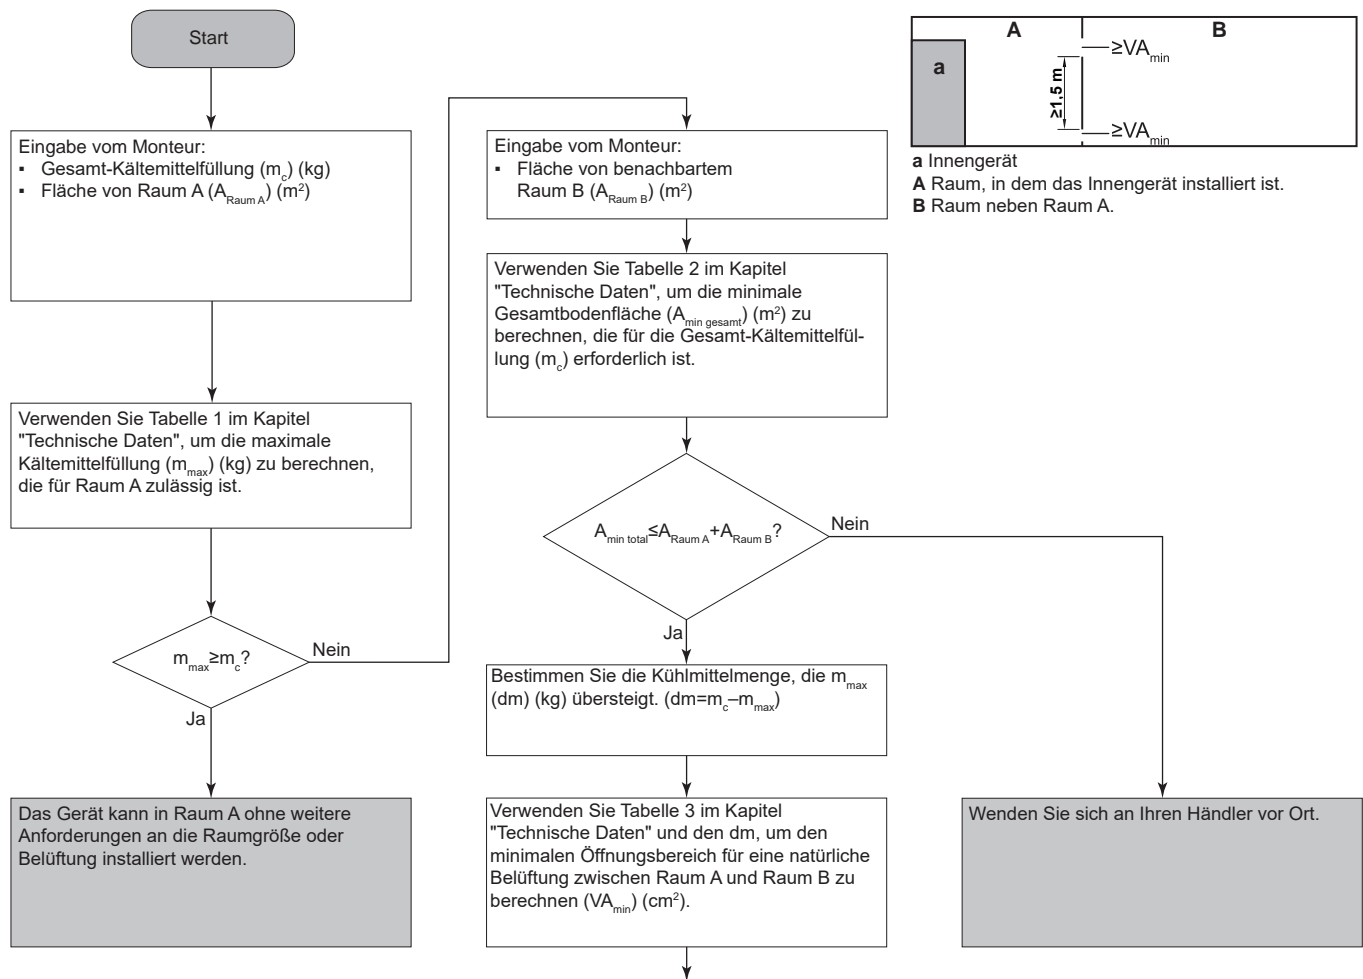 Start
Eingabe vom Monteur:
▪ Gesamt-Kältemittelfüllung (mc) (kg)
▪ Fläche von Raum A (ARaum A) (m²)
Verwenden Sie Tabelle 1 im Kapitel
"Technische Daten", um die maximale
Kältemittelfüllung (mmax) (kg) zu berechnen,
die für Raum A zulässig ist.
mmax≥mc?
Nein
Ja
Das Gerät kann in Raum A ohne weitere
Anforderungen an die Raumgröße oder
Belüftung installiert werden.
Eingabe vom Monteur:
▪ Fläche von benachbartem
Raum B (ARaum B) (m²)
Verwenden Sie Tabelle 2 im Kapitel
"Technische Daten", um die minimale
Gesamtbodenfläche (Amin gesamt) (m²) zu
berechnen, die für die Gesamt-Kältemittelfül-
lung (mc) erforderlich ist.
Amin total≤ARaum A+ARaum B?
Nein
Ja
Bestimmen Sie die Kühlmittelmenge, die mmax
(dm) (kg) übersteigt. (dm=mc–mmax)
Verwenden Sie Tabelle 3 im Kapitel
"Technische Daten" und den dm, um den
minimalen Öffnungsbereich für eine natürliche
Belüftung zwischen Raum A und Raum B zu
berechnen (VAmin) (cm²).
Wenden Sie sich an Ihren Händler vor Ort.
A
B
a
≥VAmin
≥1,5 m
≥VAmin
a Innengerät
A Raum, in dem das Innengerät installiert ist.
B Raum neben Raum A.